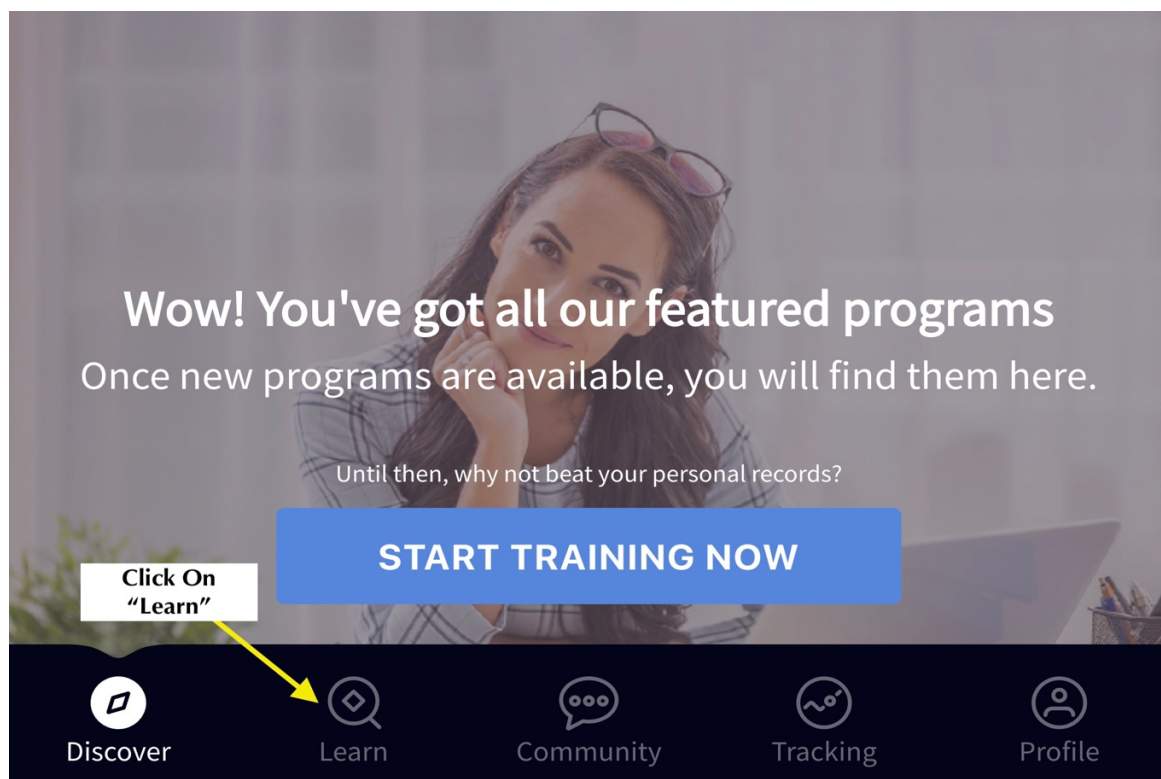 Wow! You've got all our featured programs
Once new programs are available, you will find them here.
Until then, why not beat your personal records?
START TRAINING NOW
Click On
“Learn”
Discover
Learn
Community
Tracking
Profile